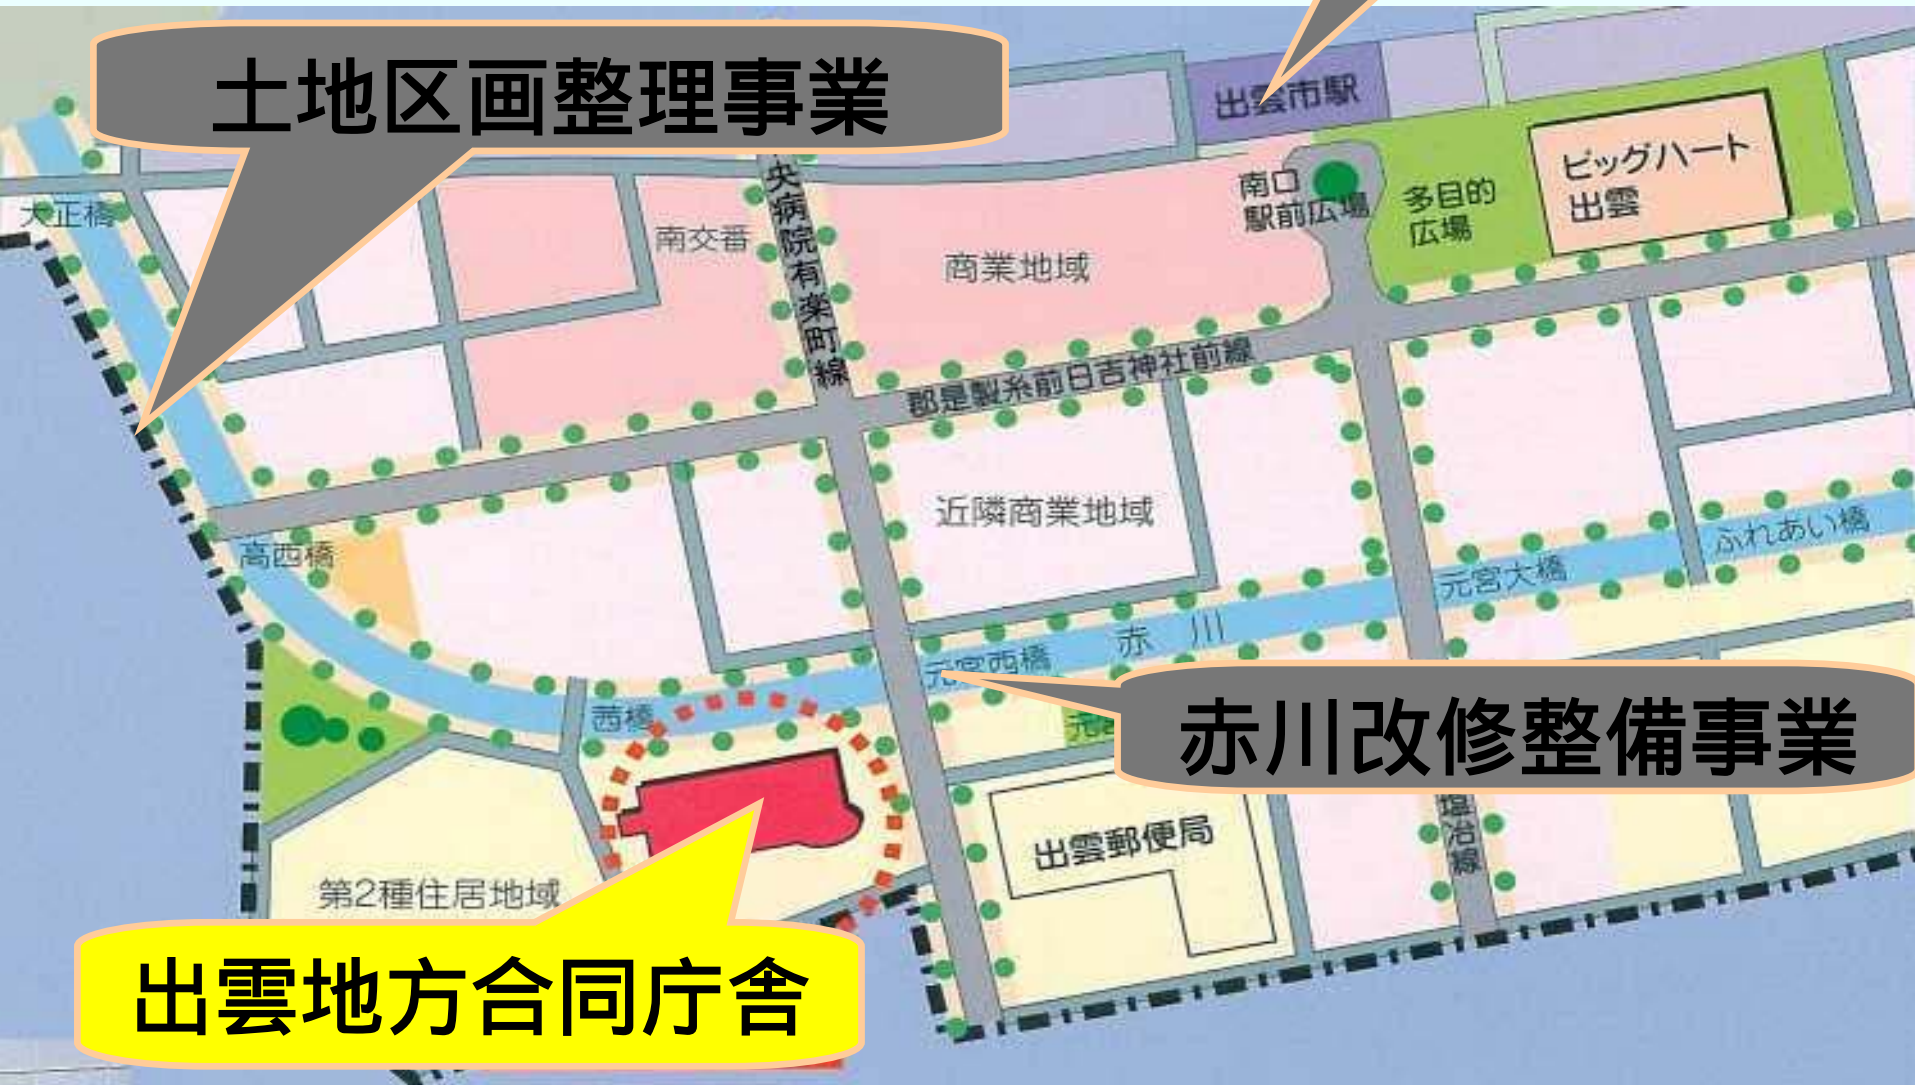 土地区画整理事業
出雲市駅
ビッグハート
出雲
南口
駅前広場
多目的
広場
大正橋
南交番
央病院有楽町線
商業地域
郡是製糸前日吉神社前線
近隣商業地域
高西橋
ふれあい橋
元宮大橋
赤川
元宮西橋
茜橋
赤川改修整備事業
塩冶線
出雲郵便局
第2種住居地域
出雲地方合同庁舎